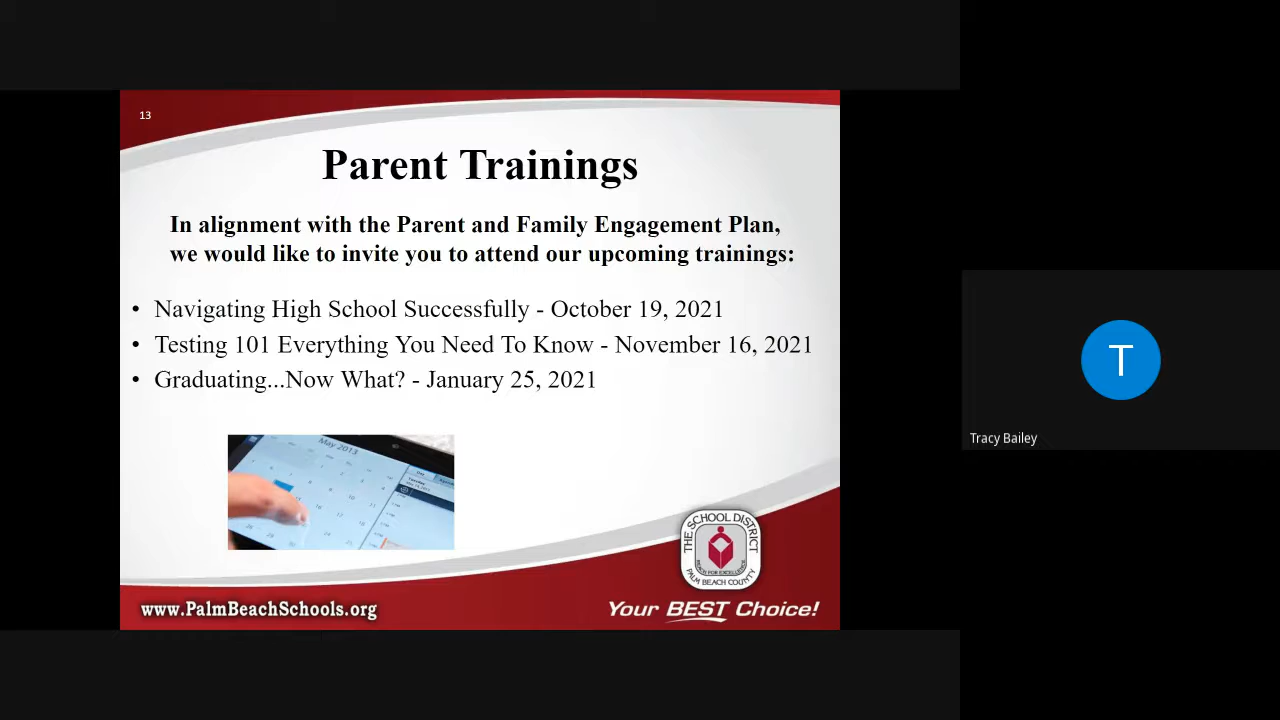 13
Parent Trainings
In alignment with the Parent and Family Engagement Plan,
we would like to invite you to attend our upcoming trainings:
• Navigating High School Successfully - October 19, 2021
• Testing 101 Everything You Need To Know - November 16, 2021
• Graduating...Now What? - January 25, 2021
May 2013
THE SCHOOL DISTRICT
PALM BEACH COUNTY
www.PalmBeachSchools.org
Your BEST Choice!
T
Tracy Bailey